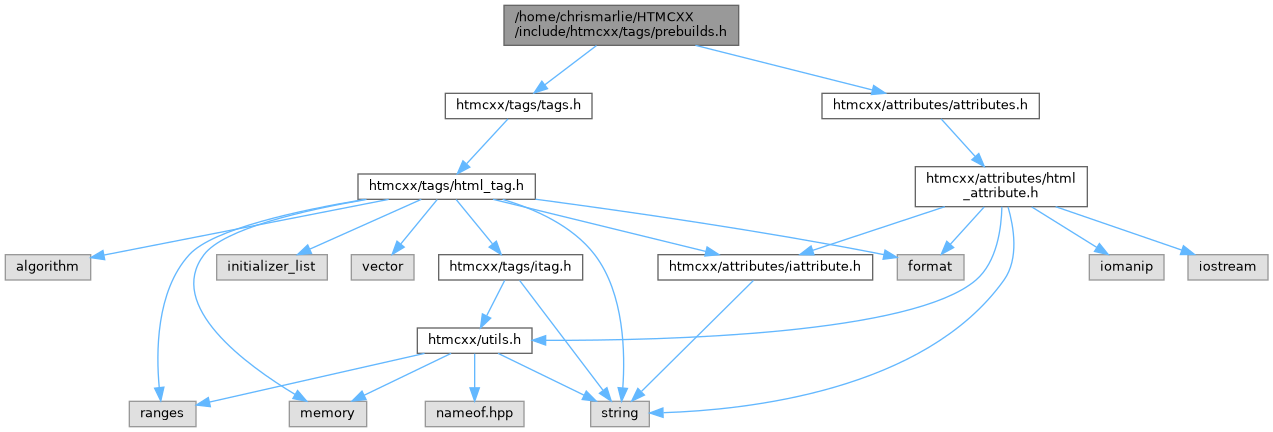 /home/chrismarlie/HTMCXX
/include/htmcxx/tags/prebuilds.h
htmcxx/tags/tags.h
htmcxx/attributes/attributes.h
htmcxx/tags/html_tag.h
htmcxx/attributes/html
_attribute.h
algorithm
initializer_list
vector
htmcxx/tags/itag.h
htmcxx/attributes/iattribute.h
format
iomanip
iostream
htmcxx/utils.h
ranges
memory
nameof.hpp
string